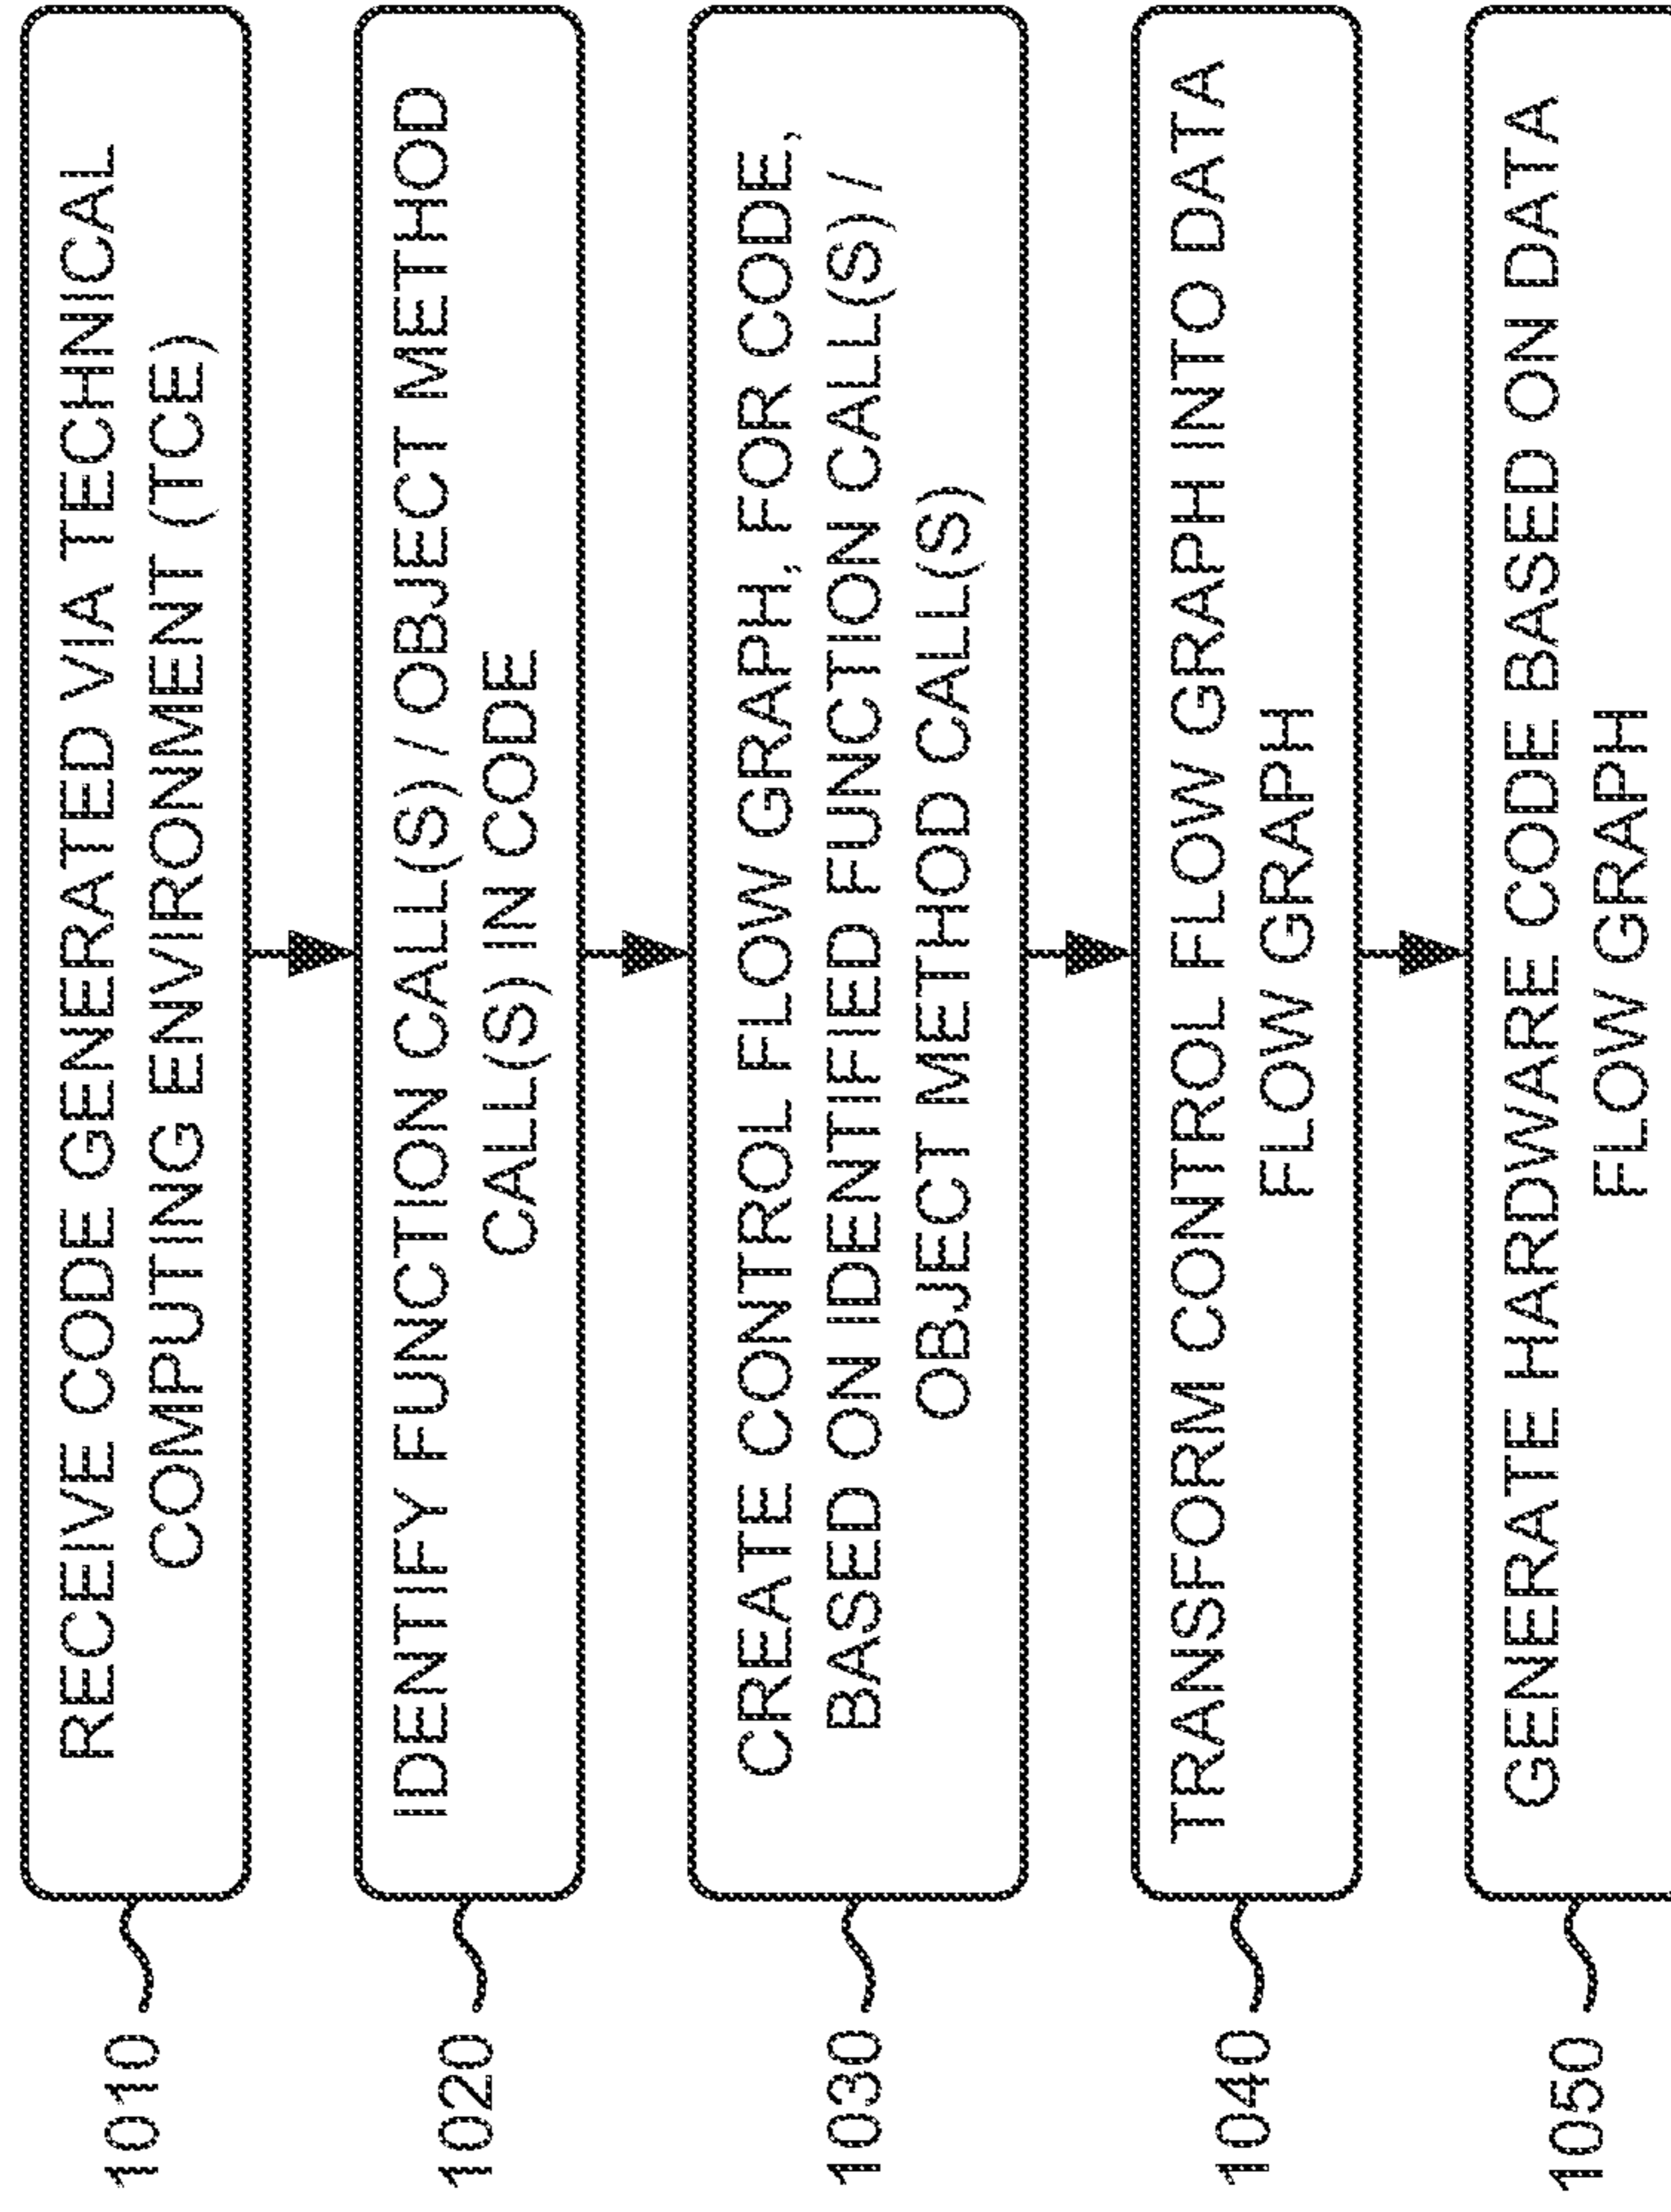 1010
RECEIVE CODE GENERATED VIA TECHNICAL
COMPUTING ENVIRONMENT (TCE)
1020
IDENTIFY FUNCTION CALL(S) / OBJECT METHOD
CALL(S) IN CODE
1030
CREATE CONTROL FLOW GRAPH, FOR CODE,
BASED ON IDENTIFIED FUNCTION CALL(S) /
OBJECT METHOD CALL(S)
1040
TRANSFORM CONTROL FLOW GRAPH INTO DATA
FLOW GRAPH
1050
GENERATE HARDWARE CODE BASED ON DATA
FLOW GRAPH